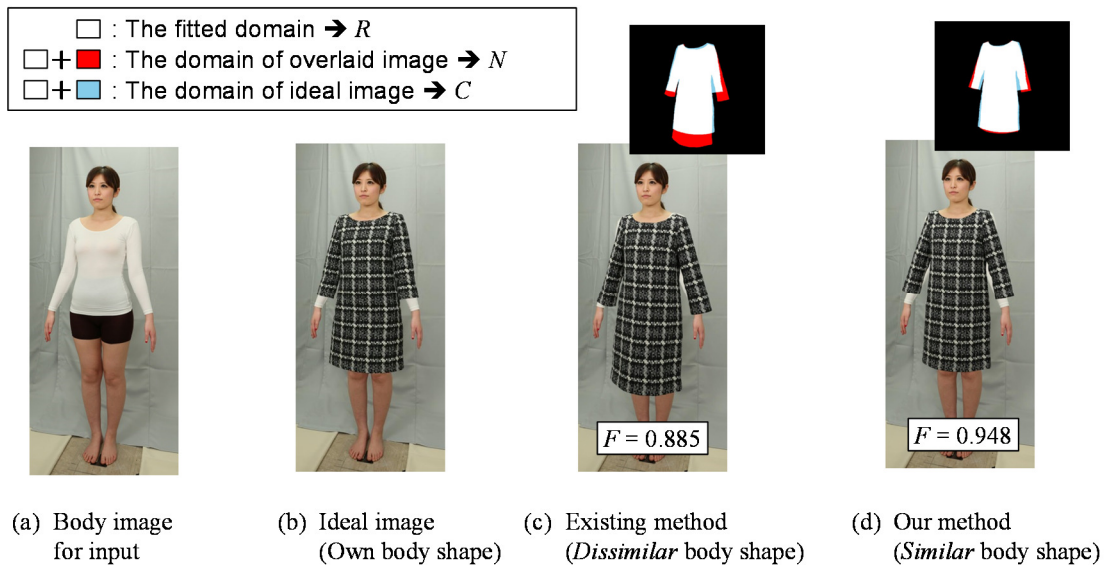 : The fitted domain ➔ R
+ : The domain of overlaid image ➔ N
+ : The domain of ideal image ➔ C
F = 0.885
F = 0.948
(a) Body image
for input
(b) Ideal image
(Own body shape)
(c) Existing method
(Dissimilar body shape)
(d) Our method
(Similar body shape)